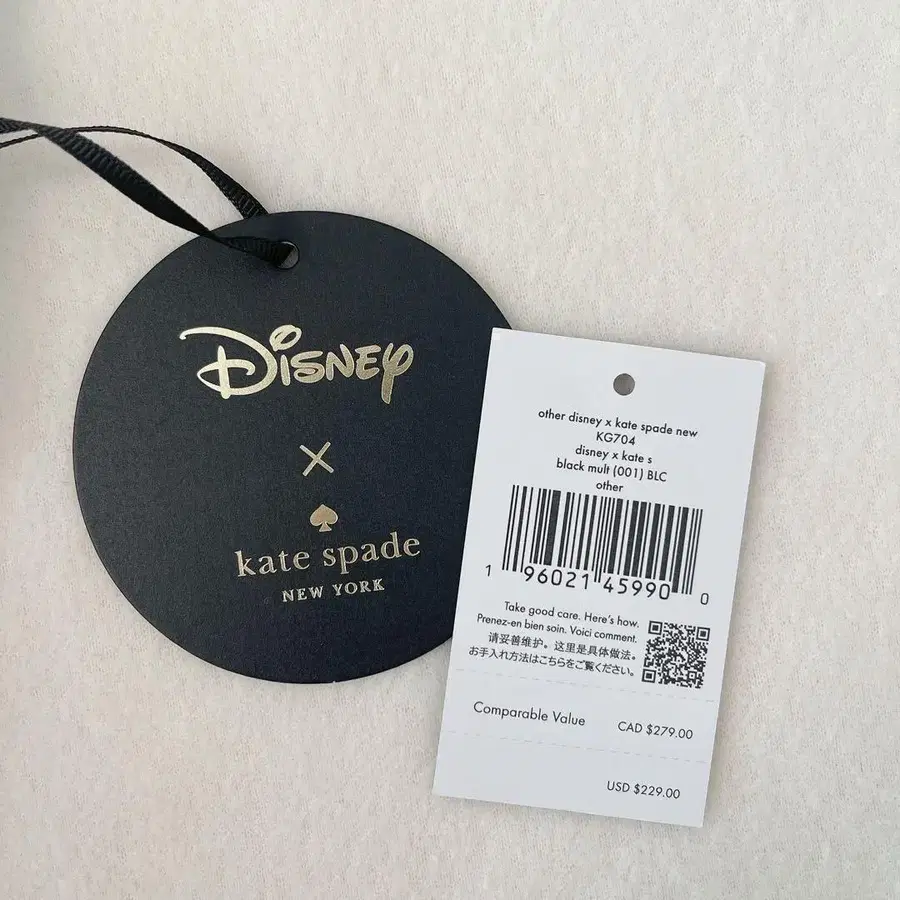 DISNEY
×
kate spade
NEW YORK
other disney x kate spade new
KG704
disney x kate s
black mult (001) BLC
other
1 96021 45990 0
Take good care. Here's how.
Prenez-en bien soin. Voici comment.
请妥善维护。这里是具体做法。
お手入れ方法はこちらをご覧ください。
Comparable Value CAD $279.00
USD $229.00